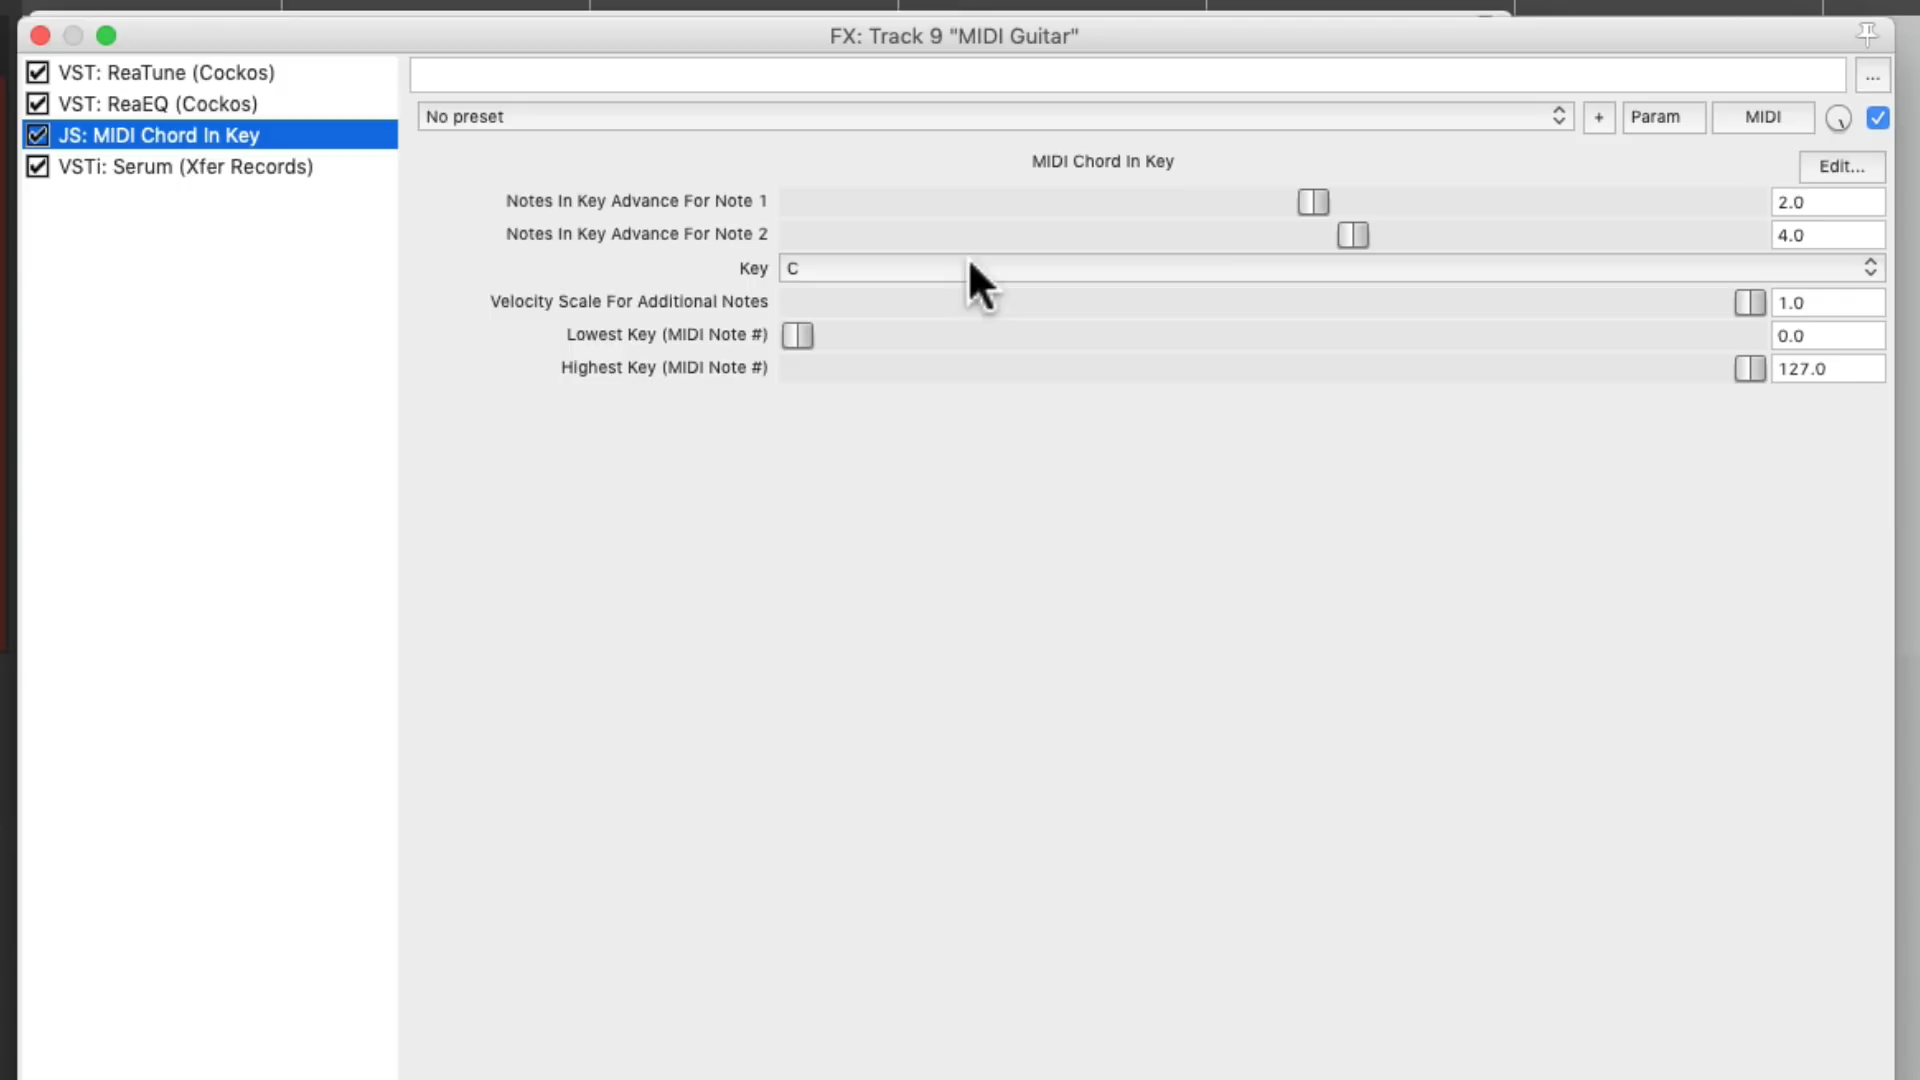 FX: Track 9 "MIDI Guitar"
VST: ReaTune (Cockos)
VST: ReaEQ (Cockos)
JS: MIDI Chord In Key
VSTi: Serum (Xfer Records)
...
No preset
+
Param
MIDI
MIDI Chord In Key
Edit...
Notes In Key Advance For Note 1
2.0
Notes In Key Advance For Note 2
4.0
Key
C
Velocity Scale For Additional Notes
1.0
Lowest Key (MIDI Note #)
0.0
Highest Key (MIDI Note #)
127.0